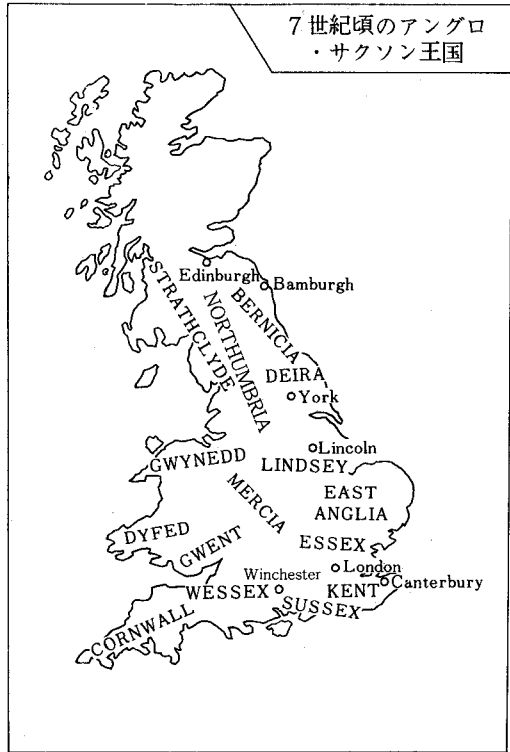 7世紀頃のアングロ
・サクソン王国
Edinburgh
Bamburgh
STRATHCLYDE
NORTHUMBRIA
BERNICIA
DEIRA
York
Lincoln
GWYNEDD
LINDSEY
MERCIA
EAST
ANGLIA
DYFED
GWENT
ESSEX
London
Winchester
KENT
Canterbury
WESSEX
SUSSEX
CORNWALL